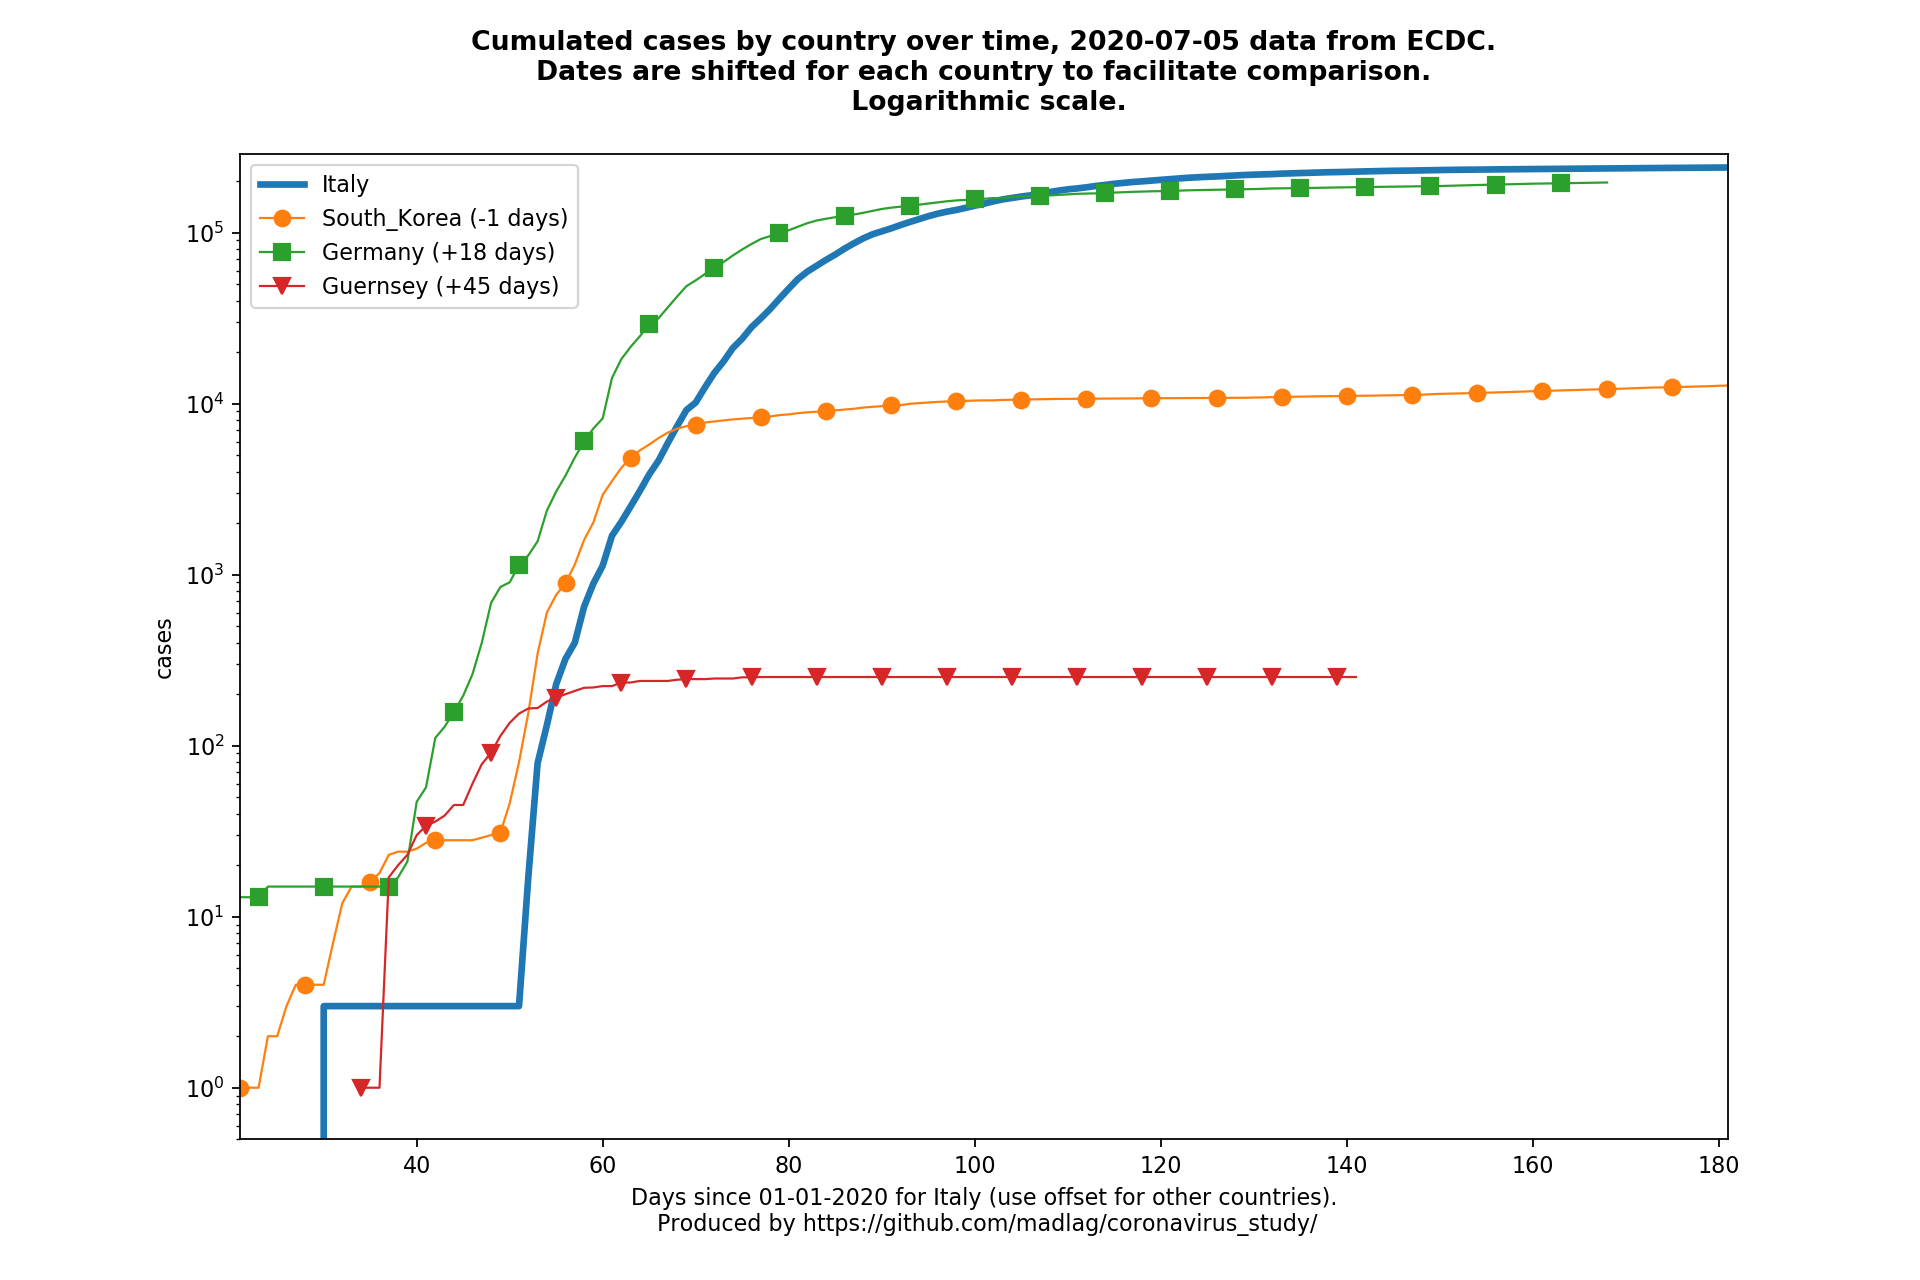 Cumulated cases by country over time, 2020-07-05 data from ECDC.
Dates are shifted for each country to facilitate comparison.
Logarithmic scale.
Italy
South_Korea (-1 days)
Germany (+18 days)
Guernsey (+45 days)
cases
10^5
10^4
10^3
10^2
10^1
10^0
40 60 80 100 120 140 160 180
Days since 01-01-2020 for Italy (use offset for other countries).
Produced by https://github.com/madlag/coronavirus_study/